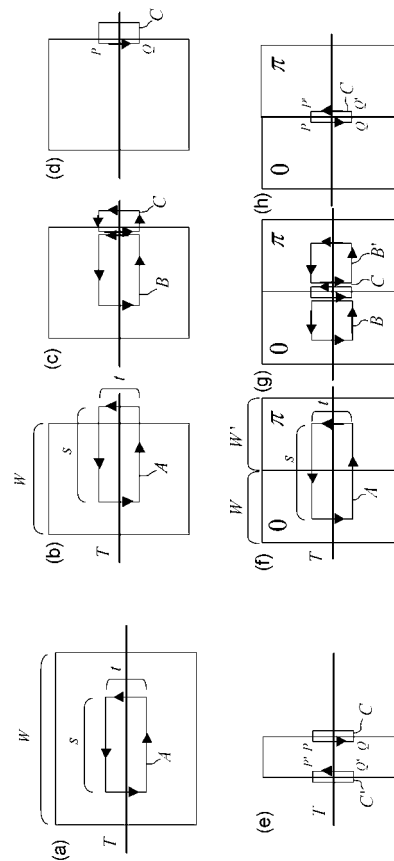 (a)
W
s
t
T
A
(b)
W
s
t
T
A
(c)
B
C
(d)
P
Q
C
(e)
T
P' P
Q' Q
C' C
(f)
W W'
0 π
s
t
T
A
(g)
0 π
B C B'
(h)
0 π
P P'
Q Q'
C